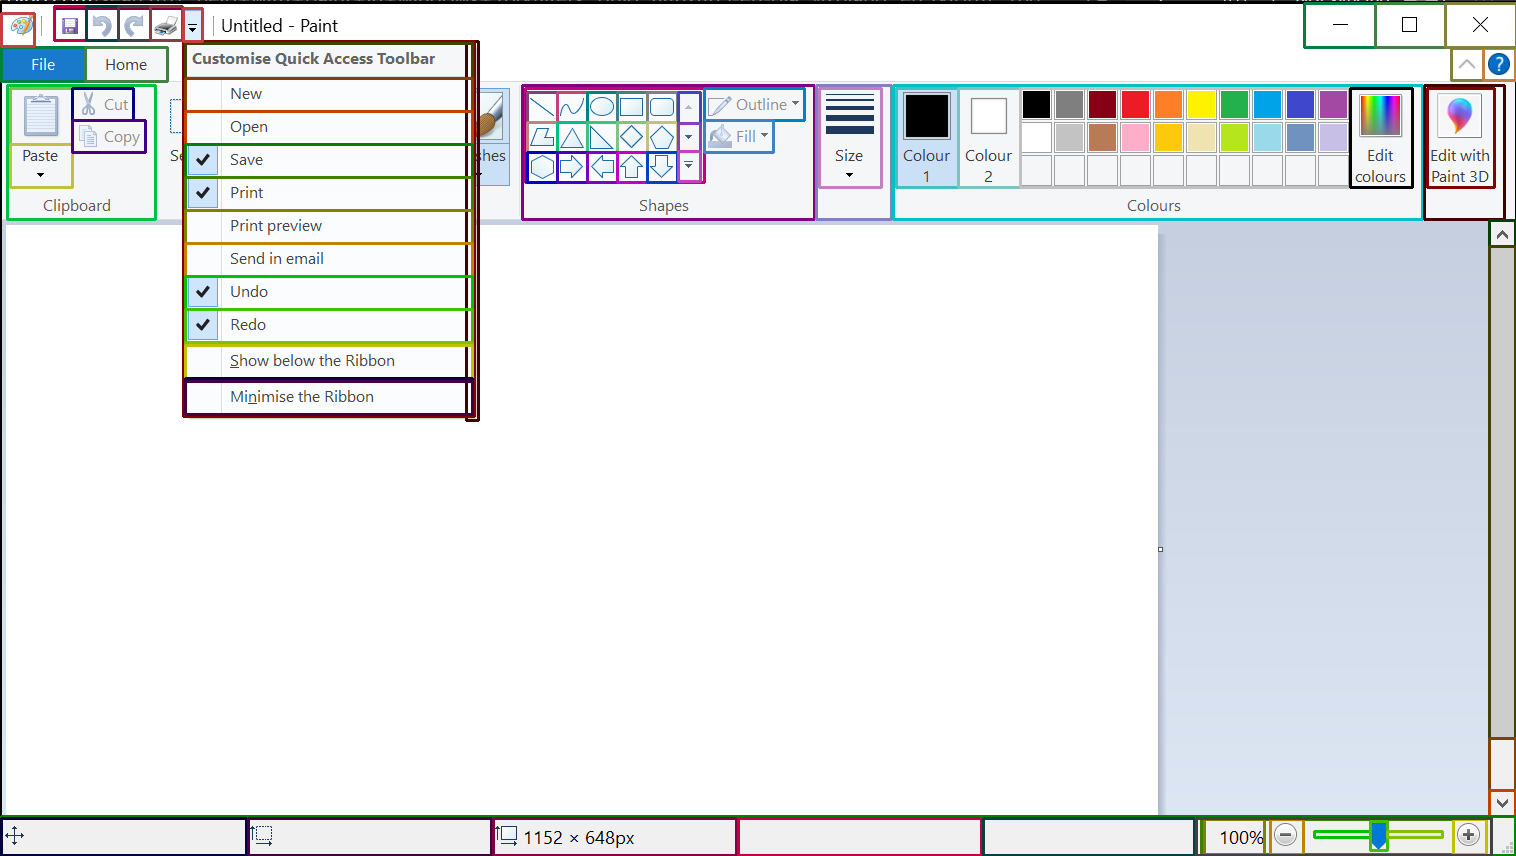 Untitled - Paint
File
Home
Customise Quick Access Toolbar
New
Open
Save
Print
Print preview
Send in email
Undo
Redo
Show below the Ribbon
Minimise the Ribbon
Cut
Copy
Paste
Clipboard
Outline
Fill
Shapes
Size
Colour
1
Colour
2
Edit
colours
Colours
Edit with
Paint 3D
1152 × 648px
100%